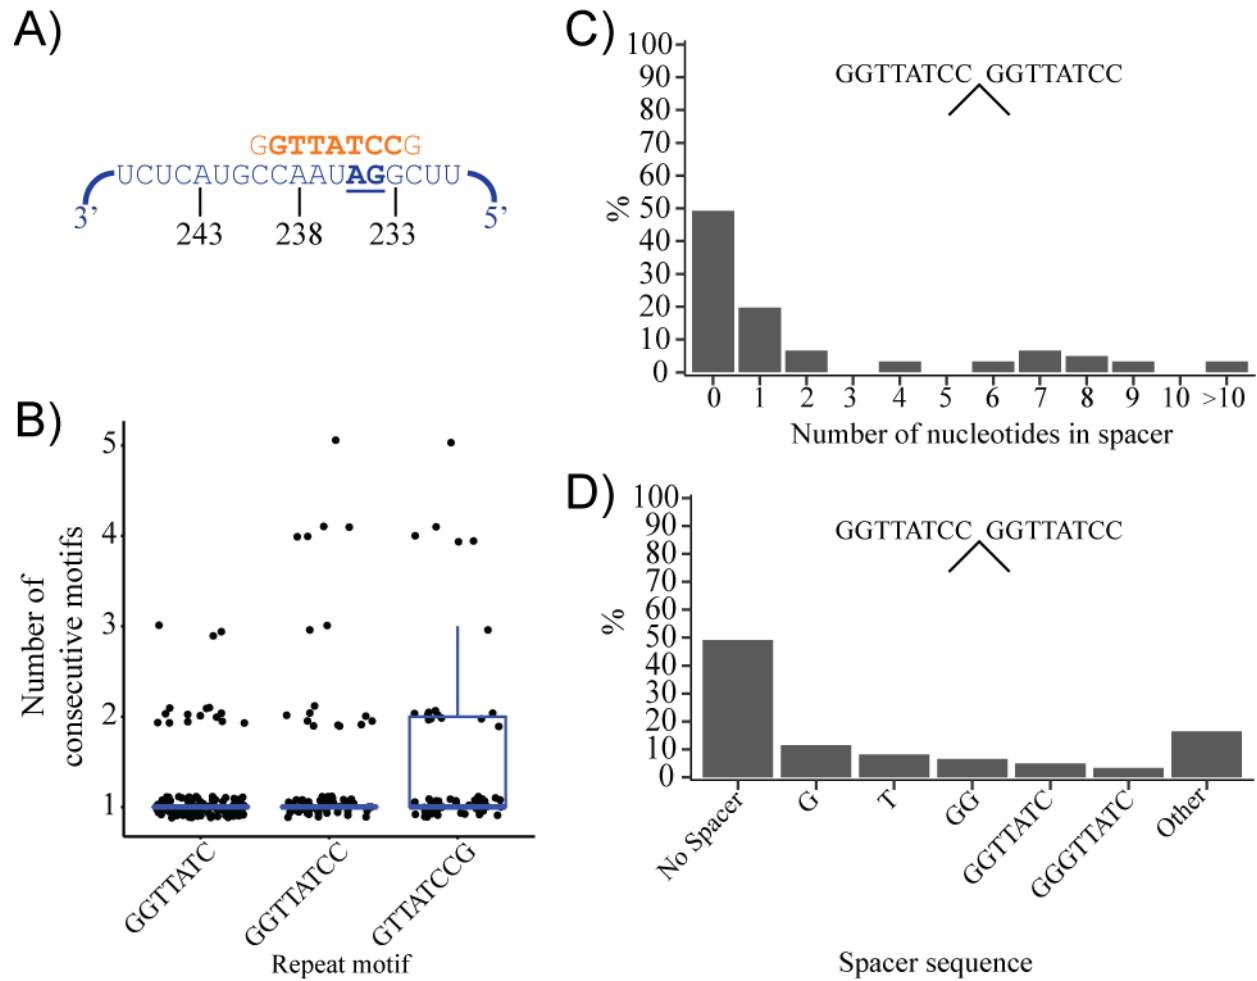 A)
GGTTATCCG
UCUCAUGCCAAUAGGCUU
3’ 5’
243 238 233
B)
5
4
3
2
1
Number of
consecutive motifs
GGTTATC GGTTATCC GTTATCCG
Repeat motif
C)
100
90
80
70
60
50
40
30
20
10
0
%
GGTTATCC GGTTATCC
0 1 2 3 4 5 6 7 8 9 10 >10
Number of nucleotides in spacer
D)
100
90
80
70
60
50
40
30
20
10
0
%
GGTTATCC GGTTATCC
No Spacer G T GG GGTTATC GGGTTATC Other
Spacer sequence